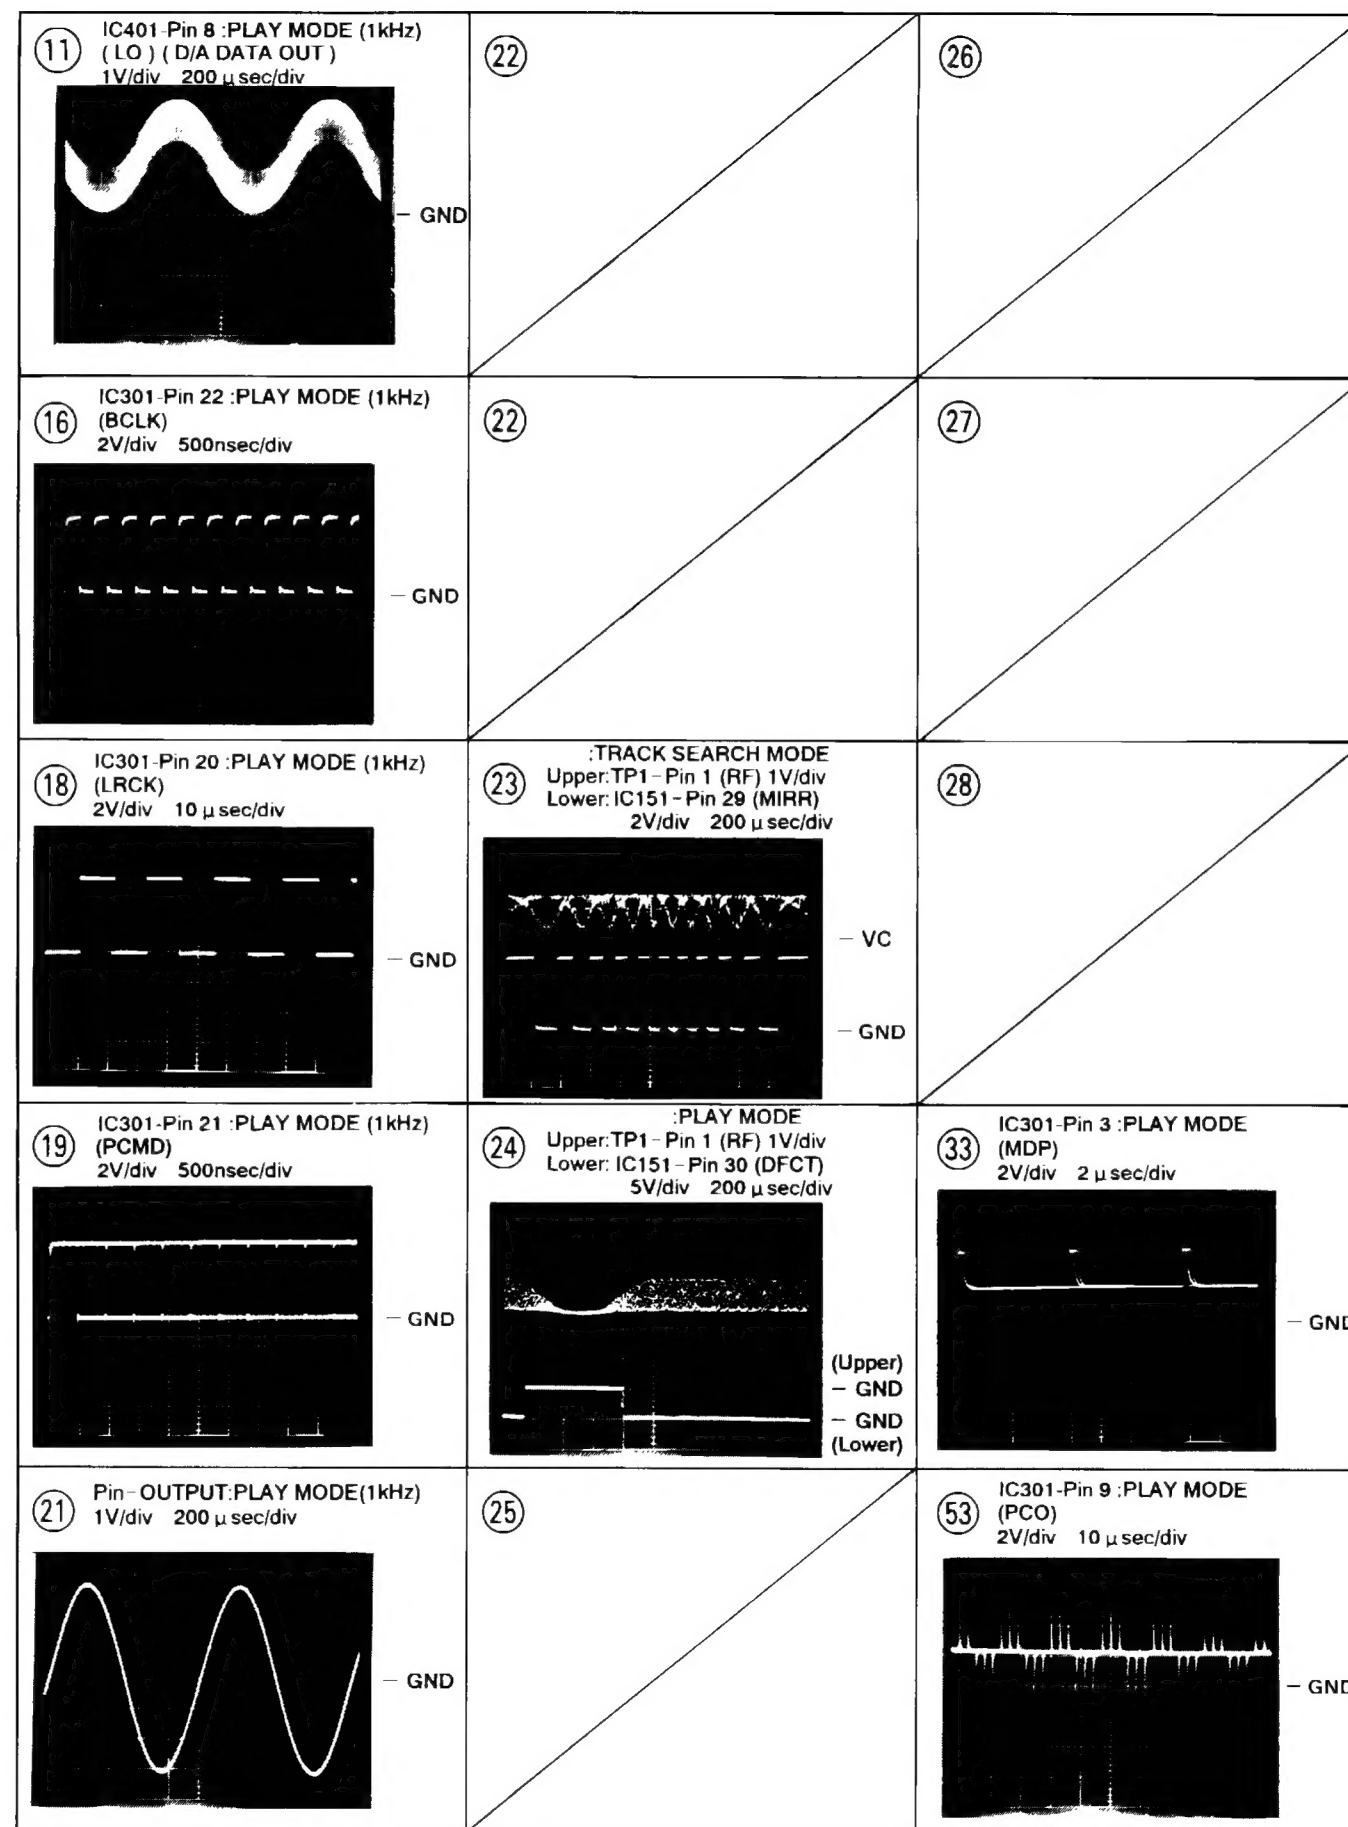 11
IC401-Pin 8 :PLAY MODE (1kHz)
( LO ) ( D/A DATA OUT )
1V/div 200 μ sec/div
– GND
22
26
16
IC301-Pin 22 :PLAY MODE (1kHz)
(BCLK)
2V/div 500nsec/div
– GND
22
27
18
IC301-Pin 20 :PLAY MODE (1kHz)
(LRCK)
2V/div 10 μ sec/div
– GND
23
:TRACK SEARCH MODE
Upper:TP1–Pin 1 (RF) 1V/div
Lower: IC151–Pin 29 (MIRR)
2V/div 200 μ sec/div
– VC
– GND
28
19
IC301-Pin 21 :PLAY MODE (1kHz)
(PCMD)
2V/div 500nsec/div
– GND
24
:PLAY MODE
Upper:TP1–Pin 1 (RF) 1V/div
Lower: IC151–Pin 30 (DFCT)
5V/div 200 μ sec/div
(Upper)
– GND
– GND
(Lower)
33
IC301-Pin 3 :PLAY MODE
(MDP)
2V/div 2 μ sec/div
– GND
21
Pin–OUTPUT:PLAY MODE(1kHz)
1V/div 200 μ sec/div
– GND
25
53
IC301-Pin 9 :PLAY MODE
(PCO)
2V/div 10 μ sec/div
– GND